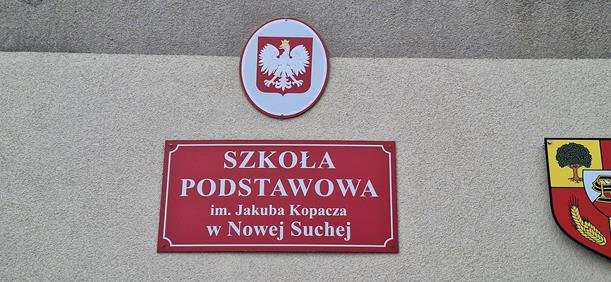 SZKOŁA
PODSTAWOWA
im. Jakuba Kopacza
w Nowej Suchej